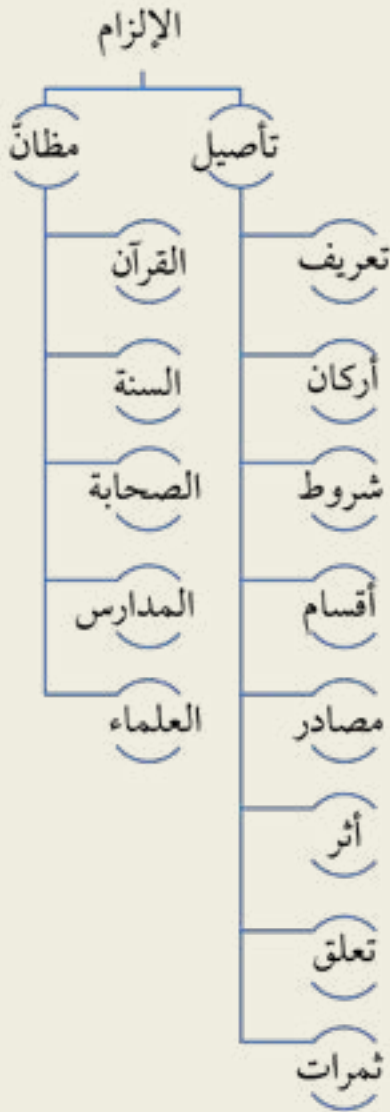 الإلزام
تأصيل
تعريف
أركان
شروط
أقسام
مصادر
أثر
تعلق
ثمرات
مظانَّ
القرآن
السنة
الصحابة
المدارس
العلماء